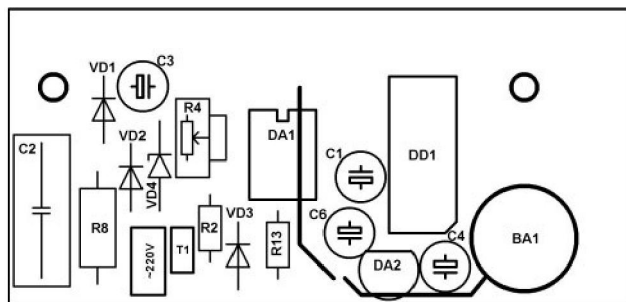 VD1
C3
R4
DA1
VD2
C2
VD4
C1
DD1
R8
R2
VD3
R13
C6
C4
BA1
~220V
T1
DA2